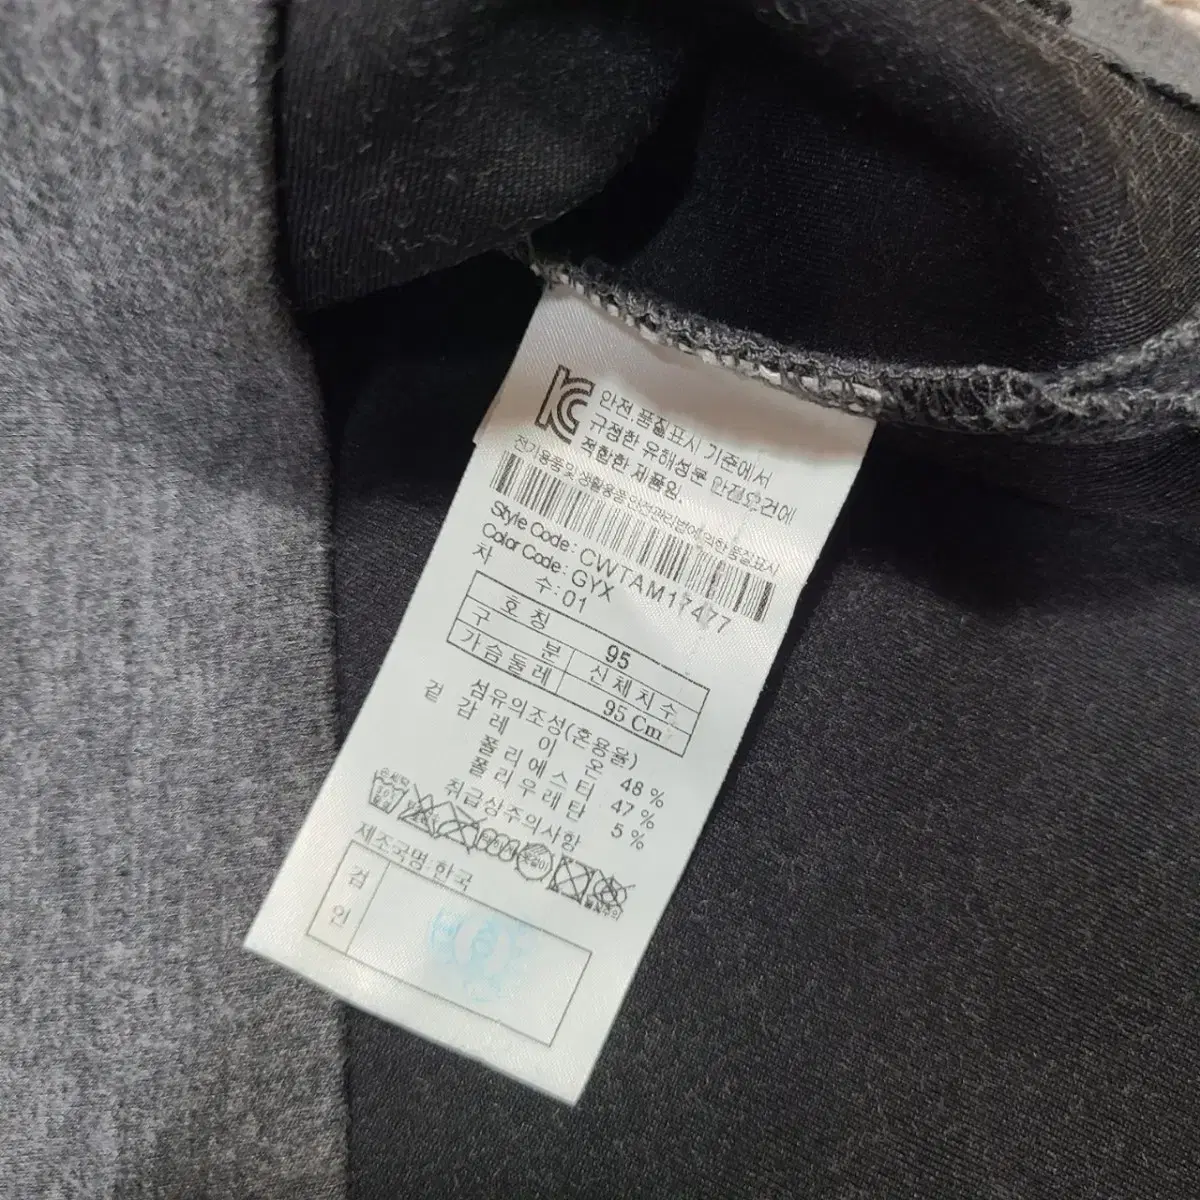 KC
안전.품질표시 기준에서
규정한 유해성분 안전요건에
적합한 제품임.
전기용품및생활용품안전관리법에의한품질표시
Style Code : CWTAM17477
Color Code : GYX
차 수 : 01
호 칭 95
구 분 신체치수
가슴둘레 95 Cm
섬유의조성(혼용율)
겉감 레이온 48 %
폴리에스터 47 %
폴리우레탄 5 %
취급상주의사항
제조국명:한국
검인